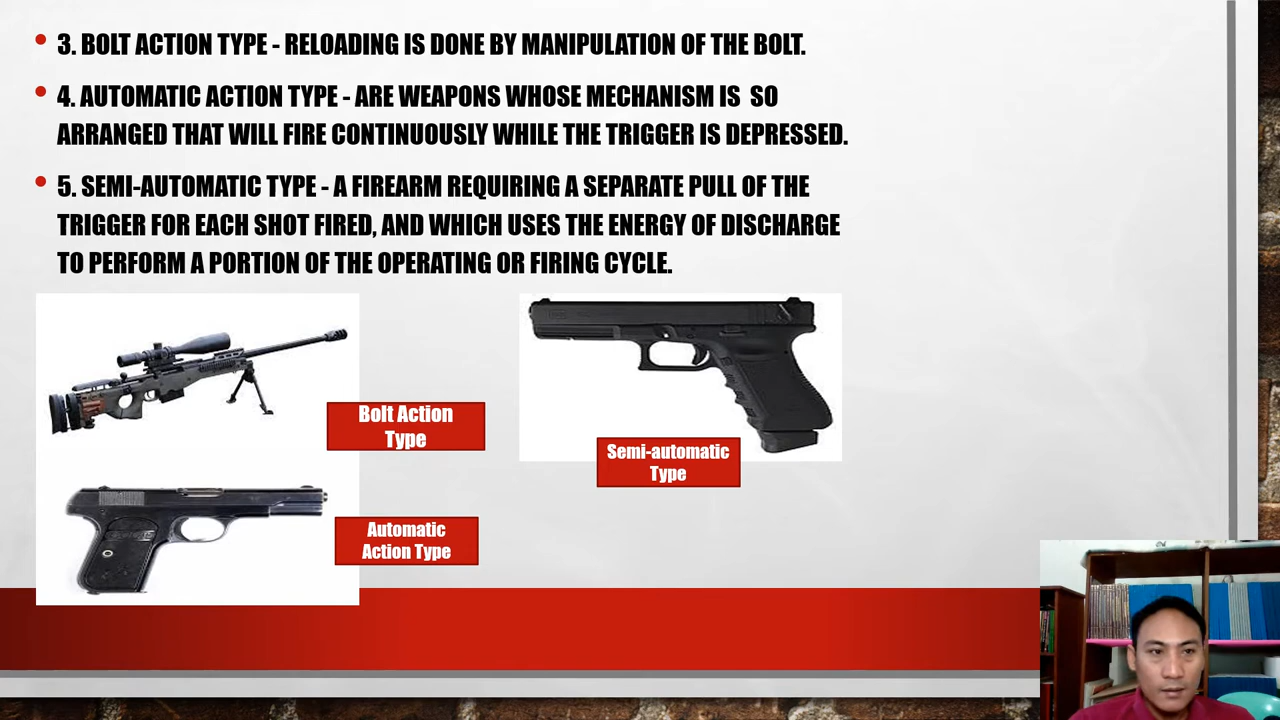 3. BOLT ACTION TYPE - RELOADING IS DONE BY MANIPULATION OF THE BOLT.
4. AUTOMATIC ACTION TYPE - ARE WEAPONS WHOSE MECHANISM IS SO
ARRANGED THAT WILL FIRE CONTINUOUSLY WHILE THE TRIGGER IS DEPRESSED.
5. SEMI-AUTOMATIC TYPE - A FIREARM REQUIRING A SEPARATE PULL OF THE
TRIGGER FOR EACH SHOT FIRED, AND WHICH USES THE ENERGY OF DISCHARGE
TO PERFORM A PORTION OF THE OPERATING OR FIRING CYCLE.
Bolt Action
Type
Semi-automatic
Type
Automatic
Action Type